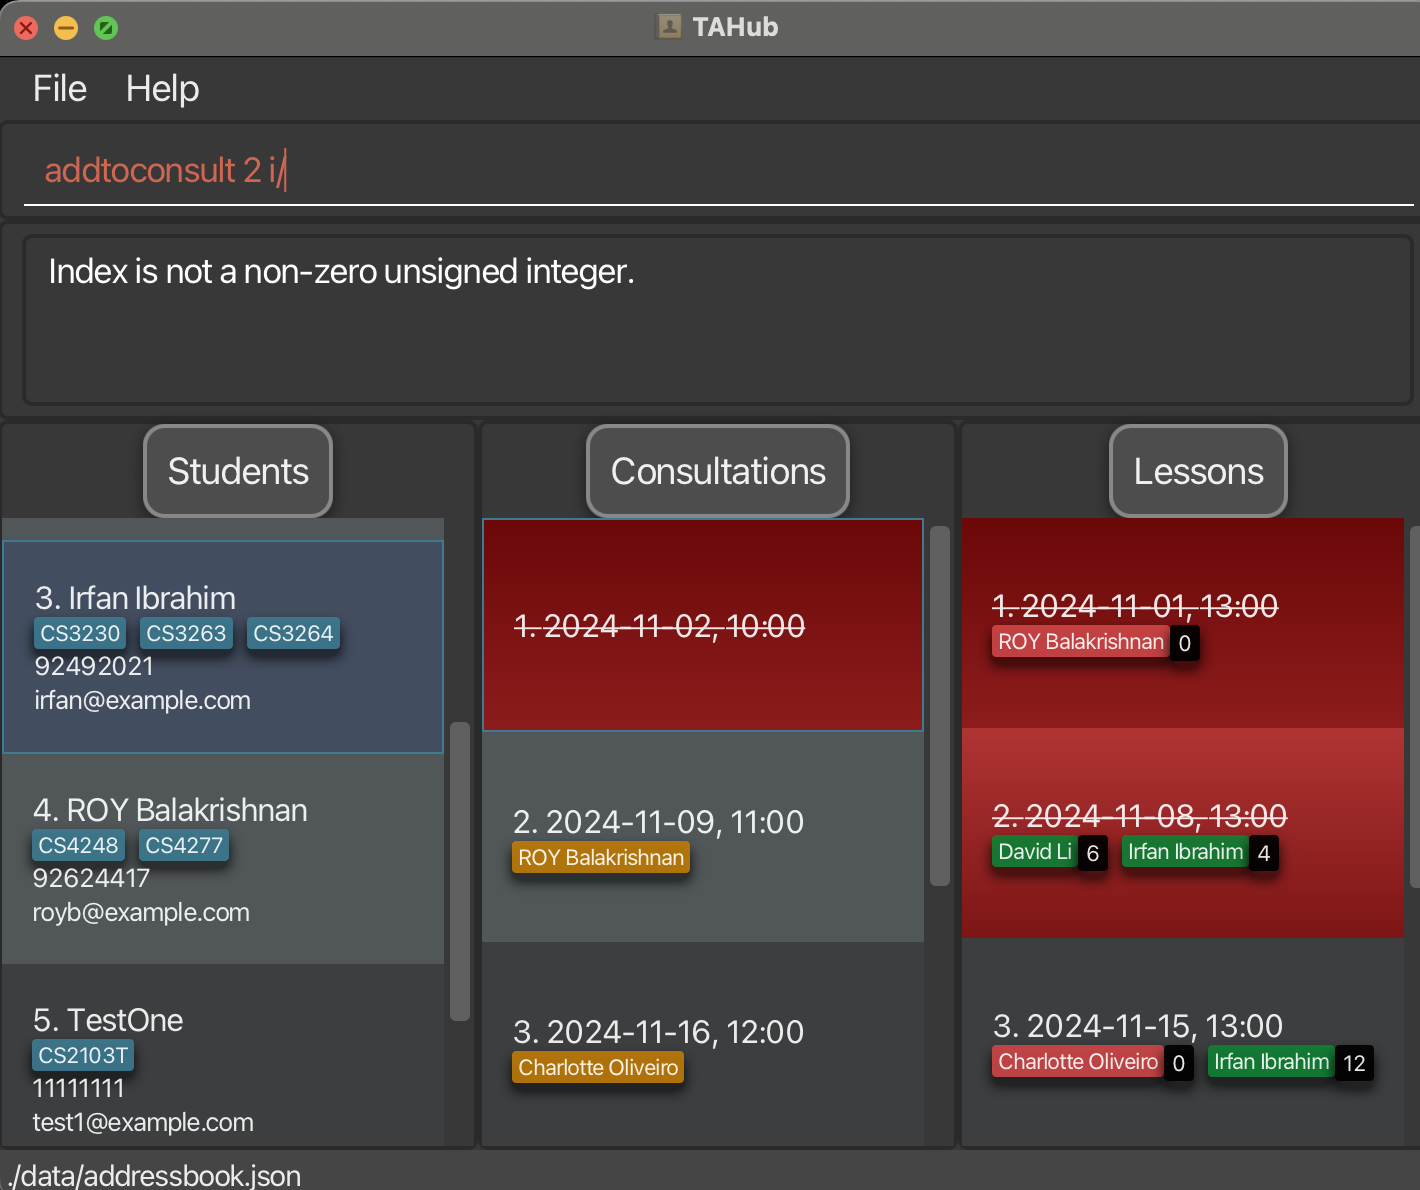 TAHub
File Help
addtoconsult 2 i/
Index is not a non-zero unsigned integer.
Students
3. Irfan Ibrahim
CS3230 CS3263 CS3264
92492021
irfan@example.com
4. ROY Balakrishnan
CS4248 CS4277
92624417
royb@example.com
5. TestOne
CS2103T
11111111
test1@example.com
Consultations
1. 2024-11-02, 10:00
2. 2024-11-09, 11:00
ROY Balakrishnan
3. 2024-11-16, 12:00
Charlotte Oliveiro
Lessons
1. 2024-11-01, 13:00
ROY Balakrishnan 0
2. 2024-11-08, 13:00
David Li 6 Irfan Ibrahim 4
3. 2024-11-15, 13:00
Charlotte Oliveiro 0 Irfan Ibrahim 12
./data/addressbook.json